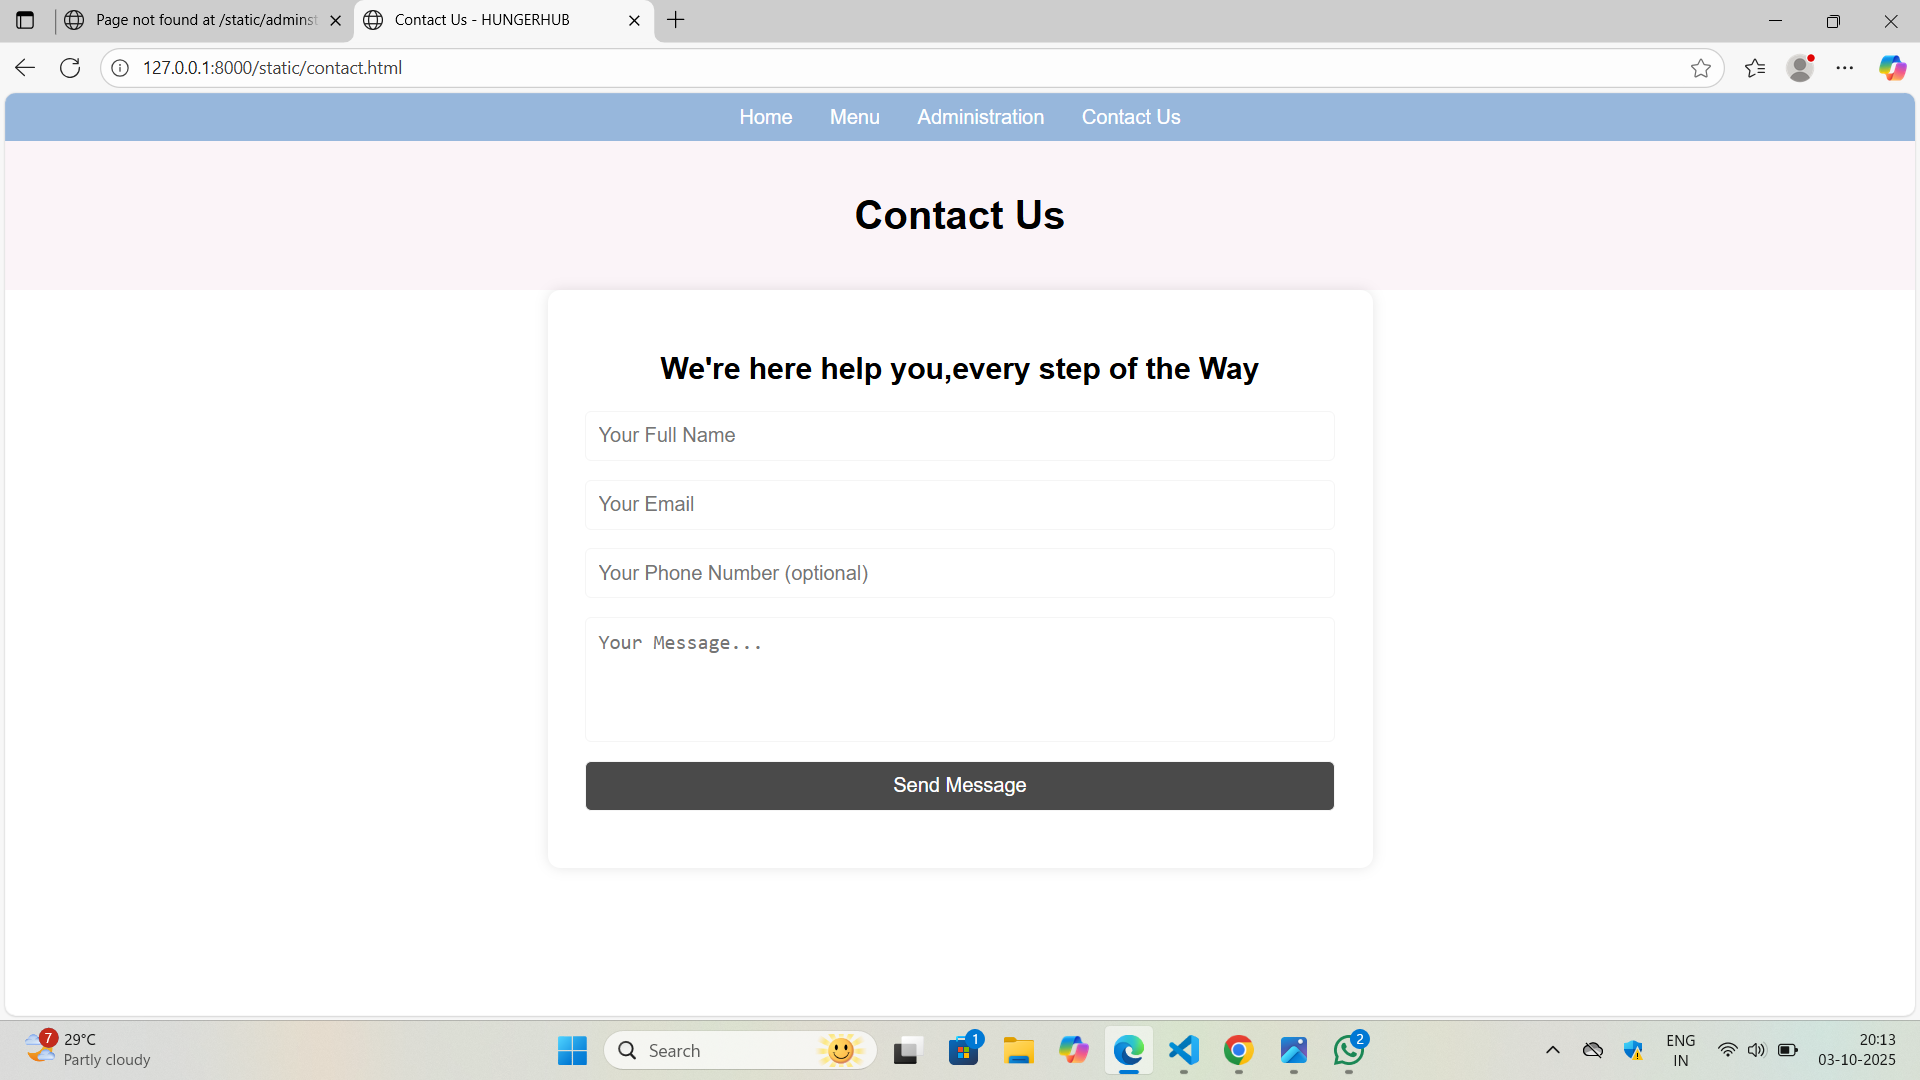 Page not found at /static/adminst
Contact Us - HUNGERHUB
127.0.0.1:8000/static/contact.html
Home Menu Administration Contact Us
Contact Us
We're here help you,every step of the Way
Your Full Name
Your Email
Your Phone Number (optional)
Your Message...
Send Message
7
29°C
Partly cloudy
Search
1
2
ENG
IN
20:13
03-10-2025